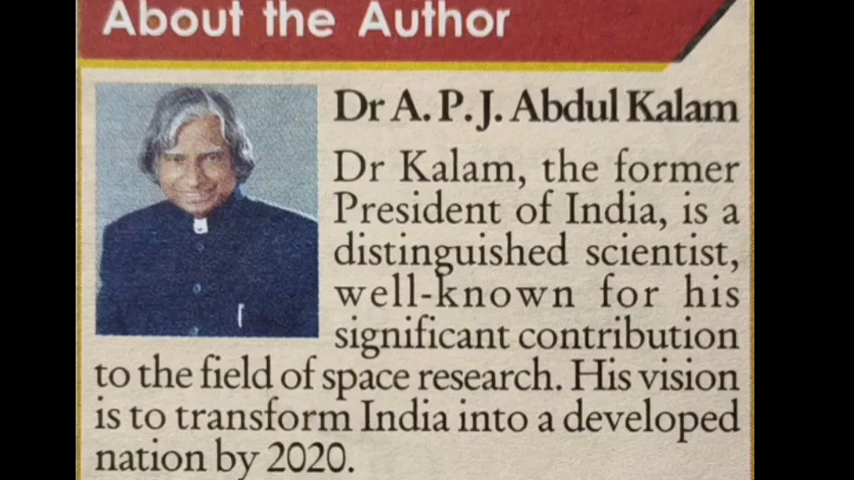 About the Author
Dr A. P. J. Abdul Kalam
Dr Kalam, the former
President of India, is a
distinguished scientist,
well-known for his
significant contribution
to the field of space research. His vision
is to transform India into a developed
nation by 2020.